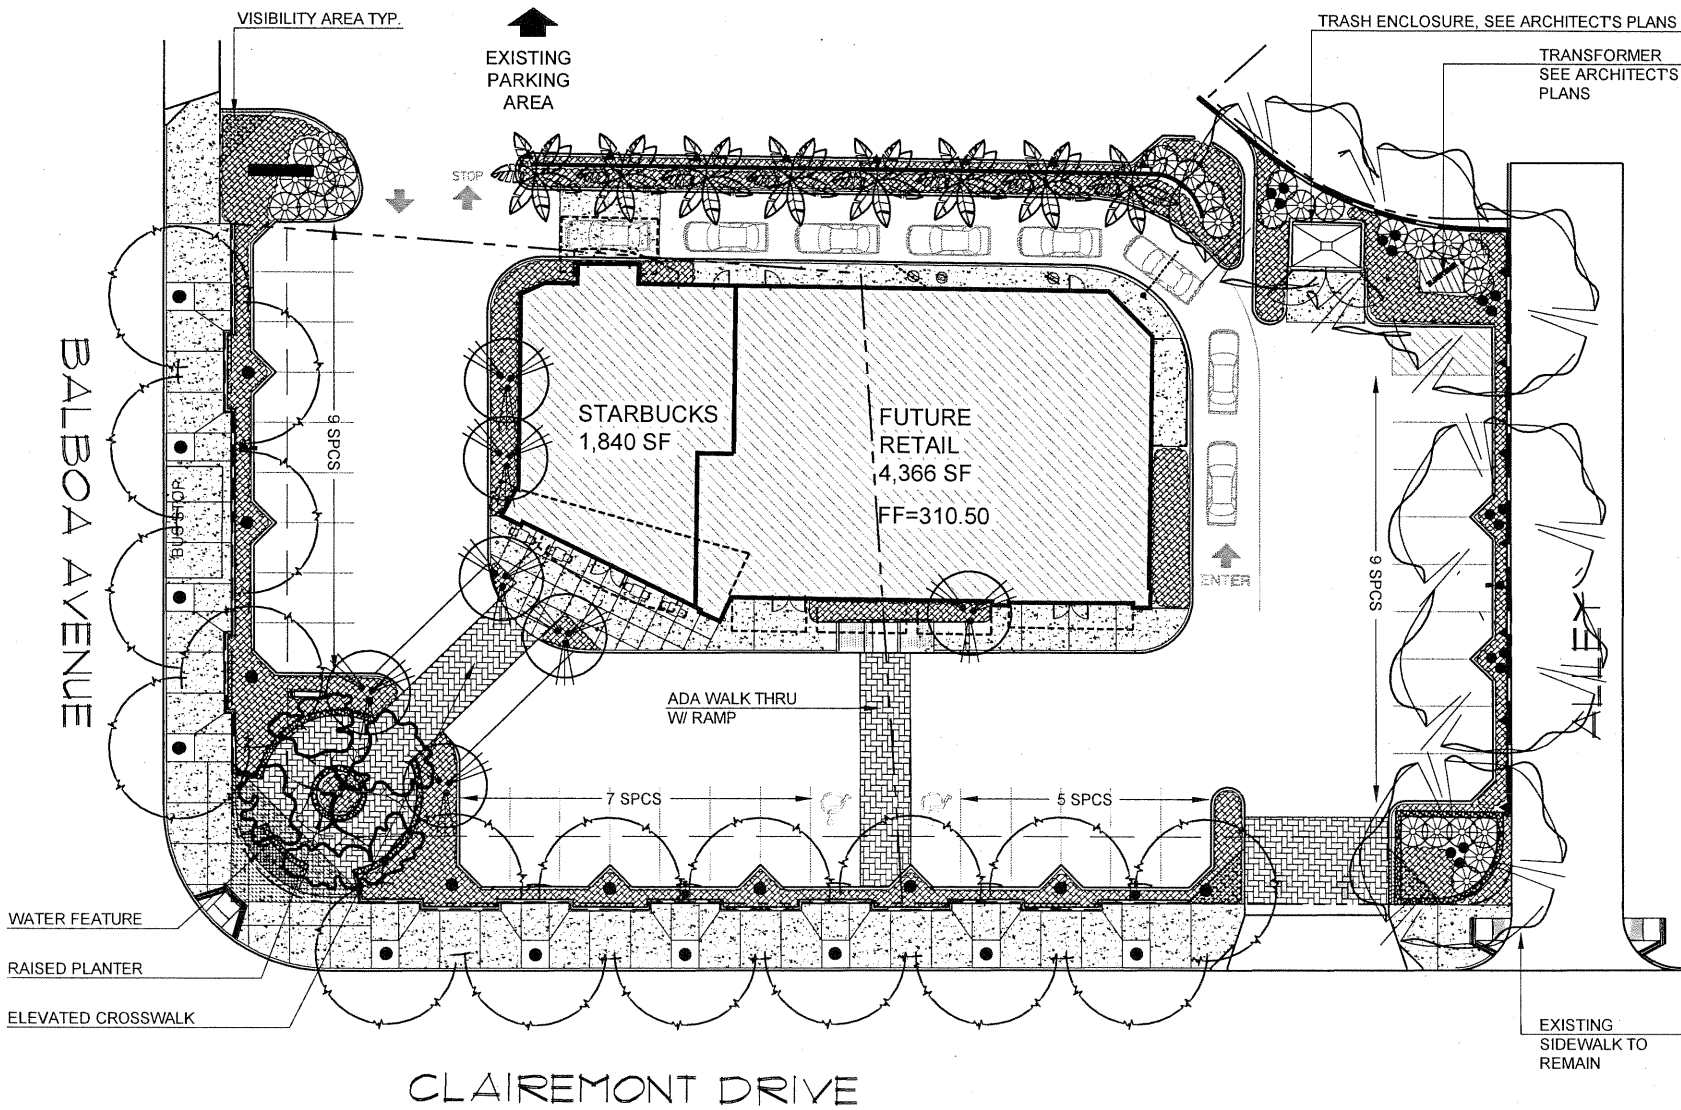 VISIBILITY AREA TYP.
EXISTING
PARKING
AREA
TRASH ENCLOSURE, SEE ARCHITECT'S PLANS
TRANSFORMER
SEE ARCHITECT'S
PLANS
STOP
BALBOA AVENUE
BUS STOP
9 SPCS
STARBUCKS
1,840 SF
FUTURE
RETAIL
4,366 SF
FF=310.50
ENTER
9 SPCS
ADA WALK THRU
W/ RAMP
7 SPCS
5 SPCS
WATER FEATURE
RAISED PLANTER
ELEVATED CROSSWALK
EXISTING
SIDEWALK TO
REMAIN
CLAIREMONT DRIVE